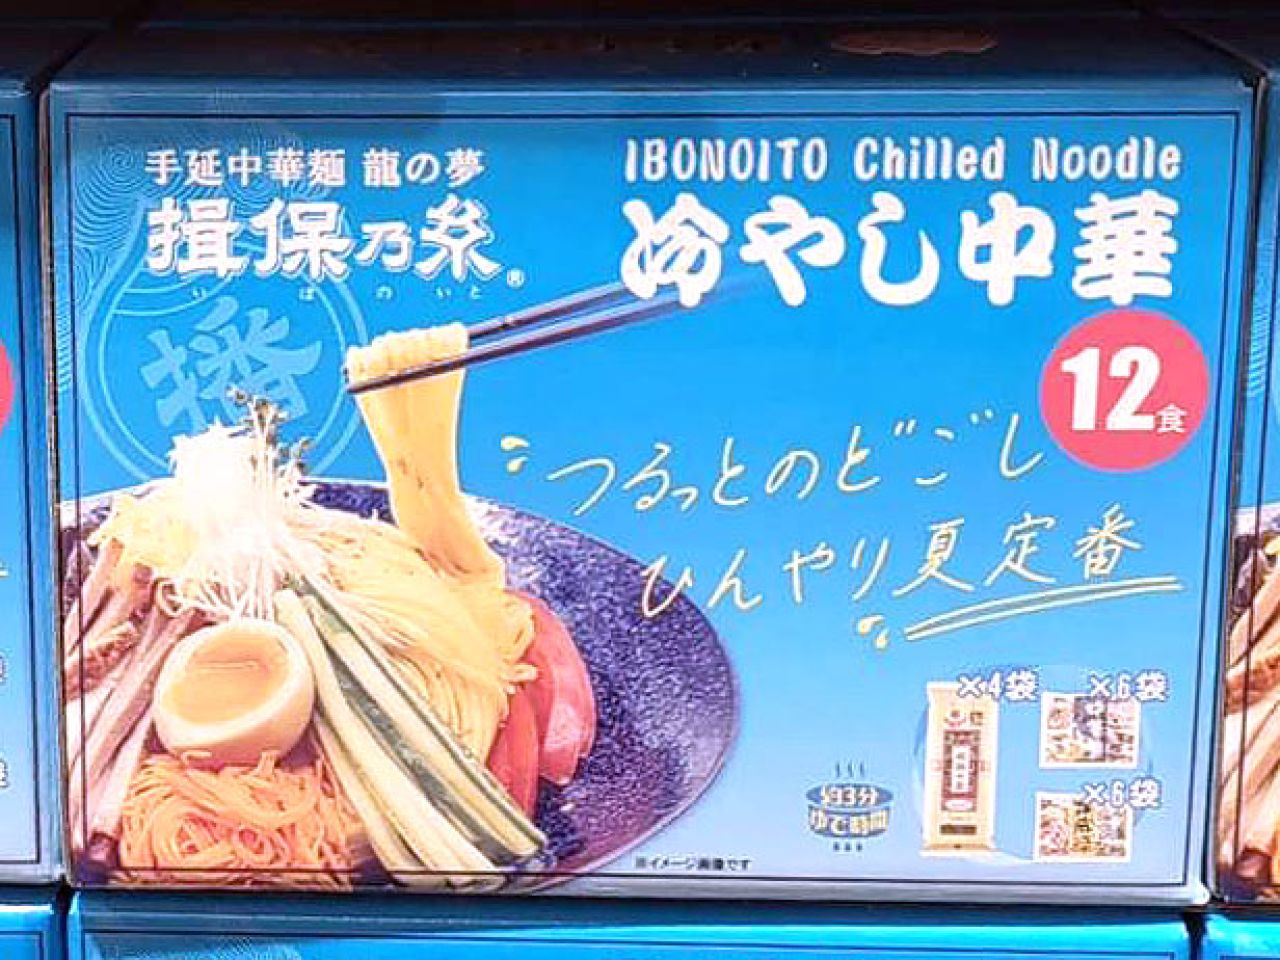 手延中華麺 龍の夢
揖保乃糸®
いぼのいと
播
IBONOITO Chilled Noodle
冷やし中華
12食
つるっとのどごし
ひんやり夏定番
×4袋
×6袋
×6袋
約3分
ゆで時間
※イメージ画像です